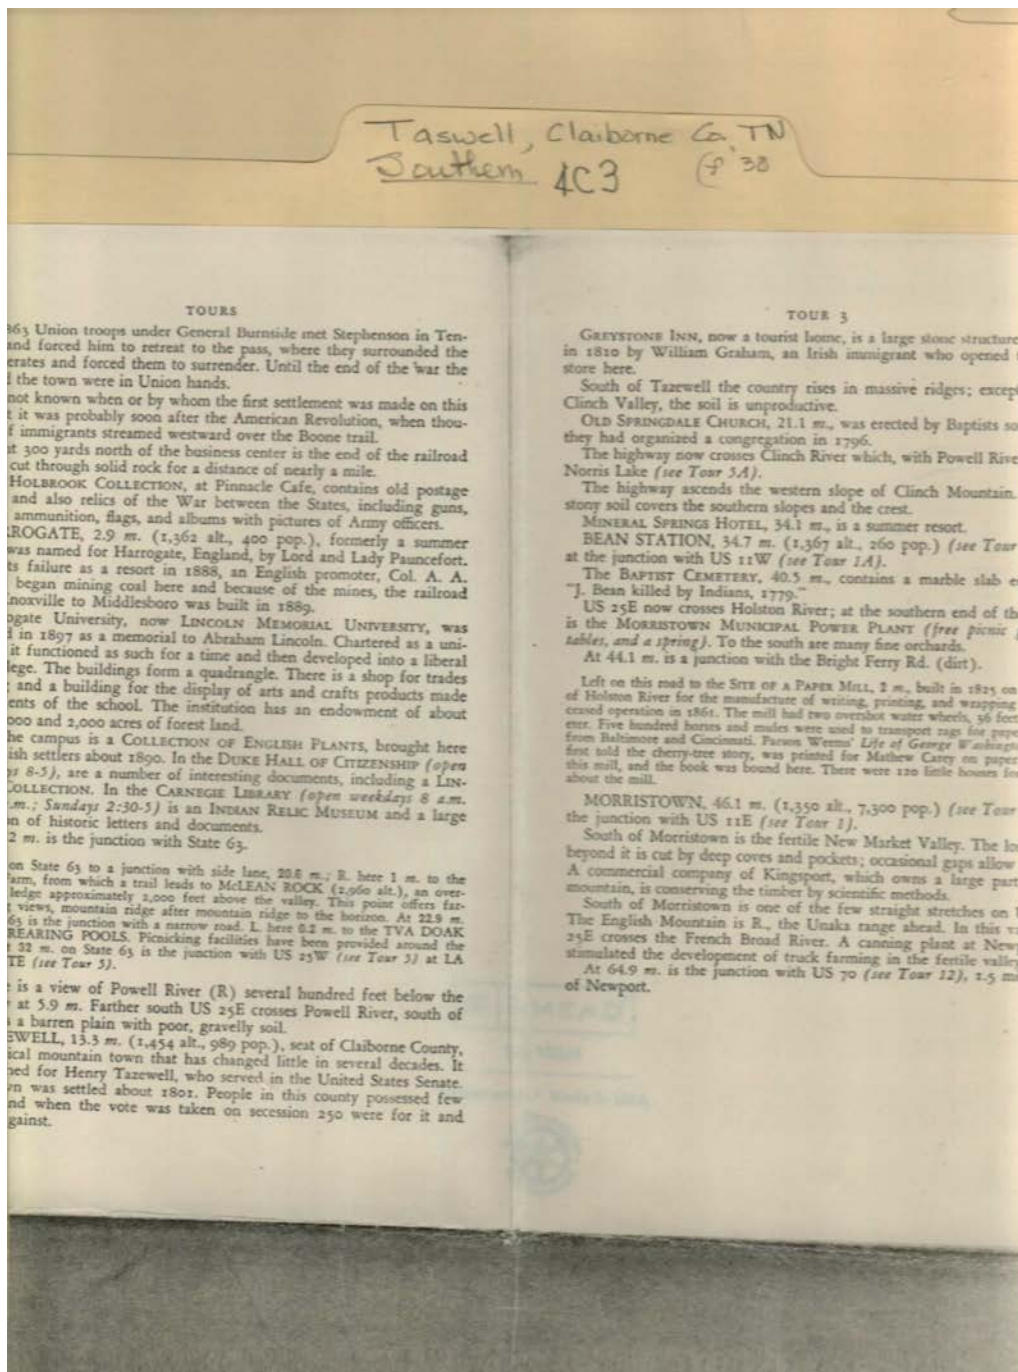 Taswell, Claiborne Co. TN
Southern 4C3 (f '38
TOURS
863 Union troops under General Burnside met Stephenson in Ten-
and forced him to retreat to the pass, where they surrounded the
erates and forced them to surrender. Until the end of the war the
the town were in Union hands.
not known when or by whom the first settlement was made on this
it was probably soon after the American Revolution, when thou-
f immigrants streamed westward over the Boone trail.
at 300 yards north of the business center is the end of the railroad
cut through solid rock for a distance of nearly a mile.
HOLBROOK COLLECTION, at Pinnacle Cafe, contains old postage
and also relics of the War between the States, including guns,
ammunition, flags, and albums with pictures of Army officers.
ROGATE, 2.9 m. (1,362 alt., 400 pop.), formerly a summer
was named for Harrogate, England, by Lord and Lady Pauncefort.
ts failure as a resort in 1888, an English promoter, Col. A. A.
began mining coal here and because of the mines, the railroad
noxville to Middlesboro was built in 1889.
ogate University, now LINCOLN MEMORIAL UNIVERSITY, was
d in 1897 as a memorial to Abraham Lincoln. Chartered as a uni-
it functioned as such for a time and then developed into a liberal
lege. The buildings form a quadrangle. There is a shop for trades
and a building for the display of arts and crafts products made
ents of the school. The institution has an endowment of about
000 and 2,000 acres of forest land.
he campus is a COLLECTION OF ENGLISH PLANTS, brought here
ish settlers about 1890. In the DUKE HALL OF CITIZENSHIP (open
ys 8-5), are a number of interesting documents, including a LIN-
OLLECTION. In the CARNEGIE LIBRARY (open weekdays 8 a.m.
.m.; Sundays 2:30-5) is an INDIAN RELIC MUSEUM and a large
n of historic letters and documents.
2 m. is the junction with State 63.
on State 63 to a junction with side lane, 20.6 m.; R. here 1 m. to the
arm, from which a trail leads to MCLEAN ROCK (2,960 alt.), an over-
ledge approximately 2,000 feet above the valley. This point offers far-
views, mountain ridge after mountain ridge to the horizon. At 22.9 m.
63 is the junction with a narrow road. L. here 0.2 m. to the TVA DOAK
REARING POOLS. Picnicking facilities have been provided around the
32 m. on State 63 is the junction with US 25W (see Tour 5) at LA
TE (see Tour 5).
is a view of Powell River (R) several hundred feet below the
at 5.9 m. Farther south US 25E crosses Powell River, south of
a barren plain with poor, gravelly soil.
EWELL, 13.3 m. (1,454 alt., 989 pop.), seat of Claiborne County,
ical mountain town that has changed little in several decades. It
ned for Henry Tazewell, who served in the United States Senate.
vn was settled about 1801. People in this county possessed few
nd when the vote was taken on secession 250 were for it and
gainst.
TOUR 3
GREYSTONE INN, now a tourist home, is a large stone structure
in 1810 by William Graham, an Irish immigrant who opened
store here.
South of Tazewell the country rises in massive ridges; excep
Clinch Valley, the soil is unproductive.
OLD SPRINGDALE CHURCH, 21.1 m., was erected by Baptists so
they had organized a congregation in 1796.
The highway now crosses Clinch River which, with Powell Rive
Norris Lake (see Tour 5A).
The highway ascends the western slope of Clinch Mountain.
stony soil covers the southern slopes and the crest.
MINERAL SPRINGS HOTEL, 34.1 m., is a summer resort.
BEAN STATION, 34.7 m. (1,367 alt., 260 pop.) (see Tour
at the junction with US 11W (see Tour 1A).
The BAPTIST CEMETERY, 40.5 m., contains a marble slab e
"J. Bean killed by Indians, 1779."
US 25E now crosses Holston River; at the southern end of th
is the MORRISTOWN MUNICIPAL POWER PLANT (free picnic
tables, and a spring). To the south are many fine orchards.
At 44.1 m. is a junction with the Bright Ferry Rd. (dirt).
Left on this road to the SITE OF A PAPER MILL, 2 m., built in 1825 on
of Holston River for the manufacture of writing, printing, and wrapping
ceased operation in 1861. The mill had two overshot water wheels, 36 feet
eter. Five hundred horses and mules were used to transport rags for pape
from Baltimore and Cincinnati. Parson Weems' Life of George Washingt
first told the cherry-tree story, was printed for Mathew Carey on paper
this mill, and the book was bound here. There were 120 little houses for
about the mill.
MORRISTOWN, 46.1 m. (1,350 alt., 7,300 pop.) (see Tour
the junction with US 11E (see Tour 1).
South of Morristown is the fertile New Market Valley. The lo
beyond it is cut by deep coves and pockets; occasional gaps allow
A commercial company of Kingsport, which owns a large part
mountain, is conserving the timber by scientific methods.
South of Morristown is one of the few straight stretches on
The English Mountain is R., the Unaka range ahead. In this v
25E crosses the French Broad River. A canning plant at New
stimulated the development of truck farming in the fertile valley
At 64.9 m. is the junction with US 70 (see Tour 12), 1.5 m
of Newport.